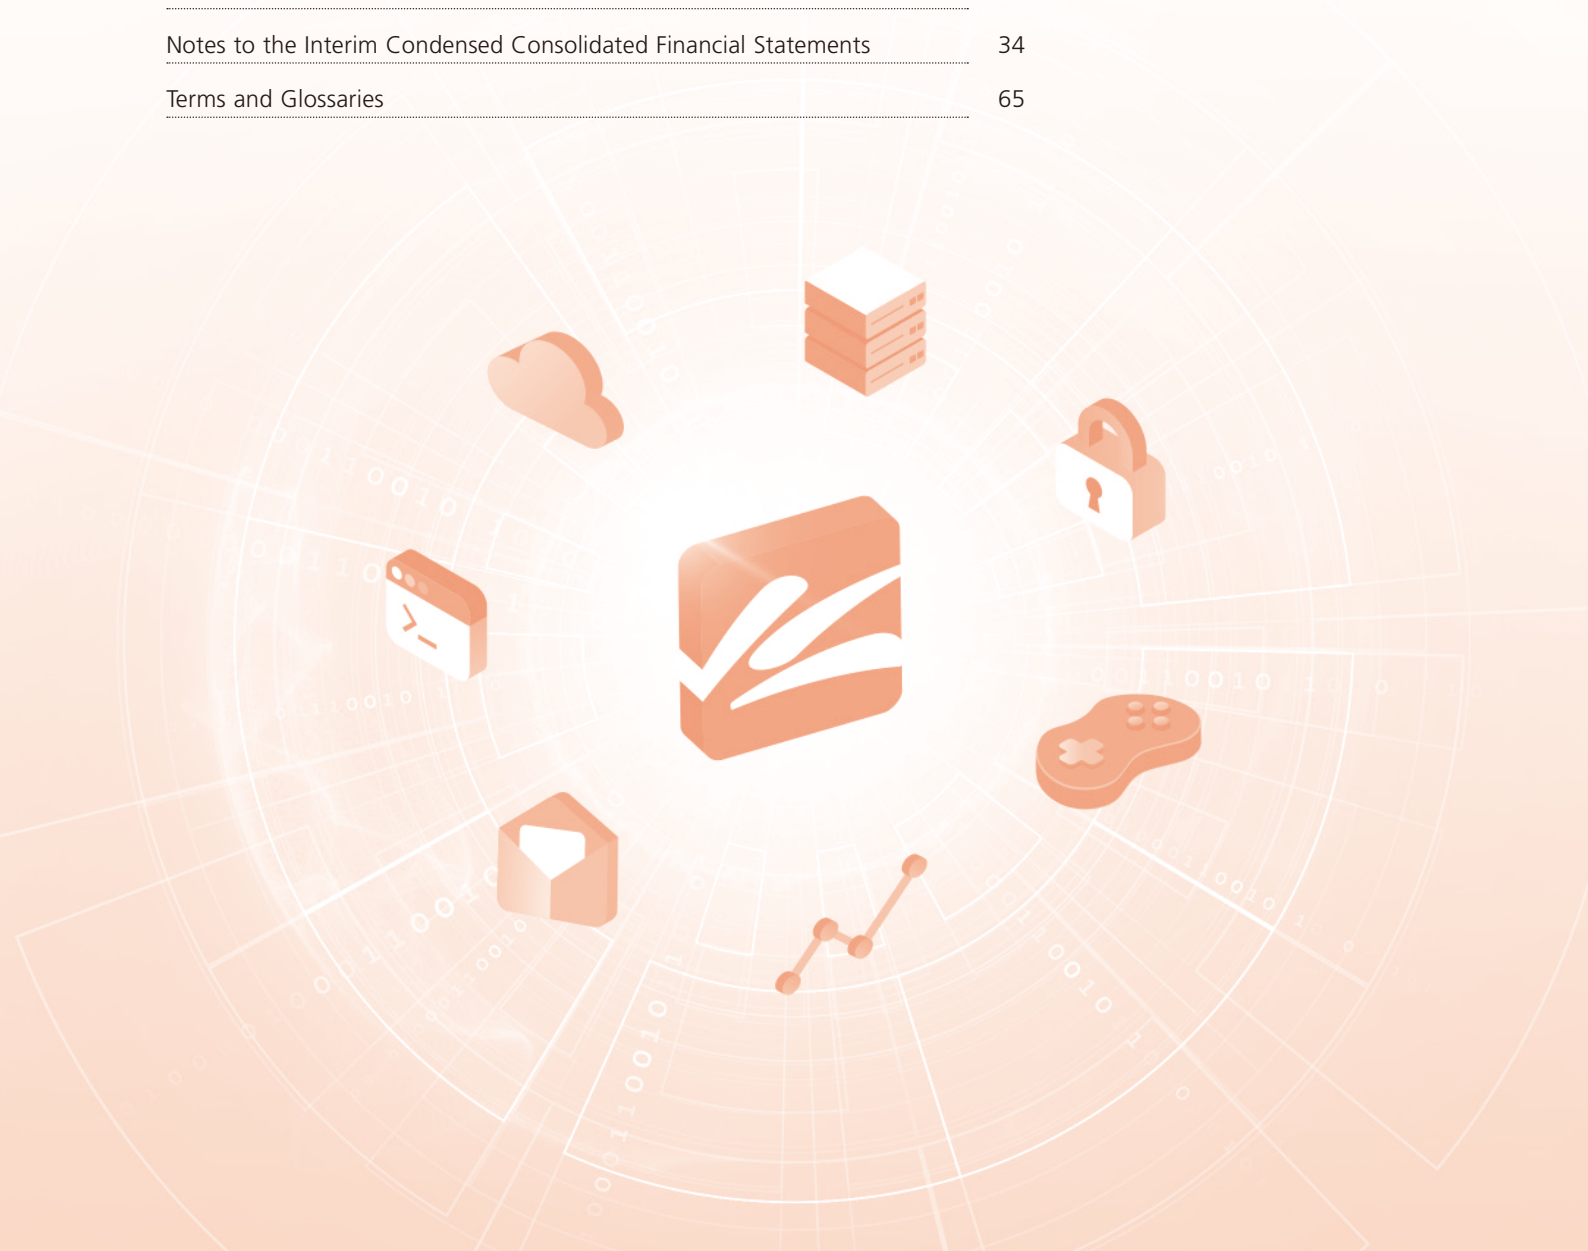 Notes to the Interim Condensed Consolidated Financial Statements 34
Terms and Glossaries 65